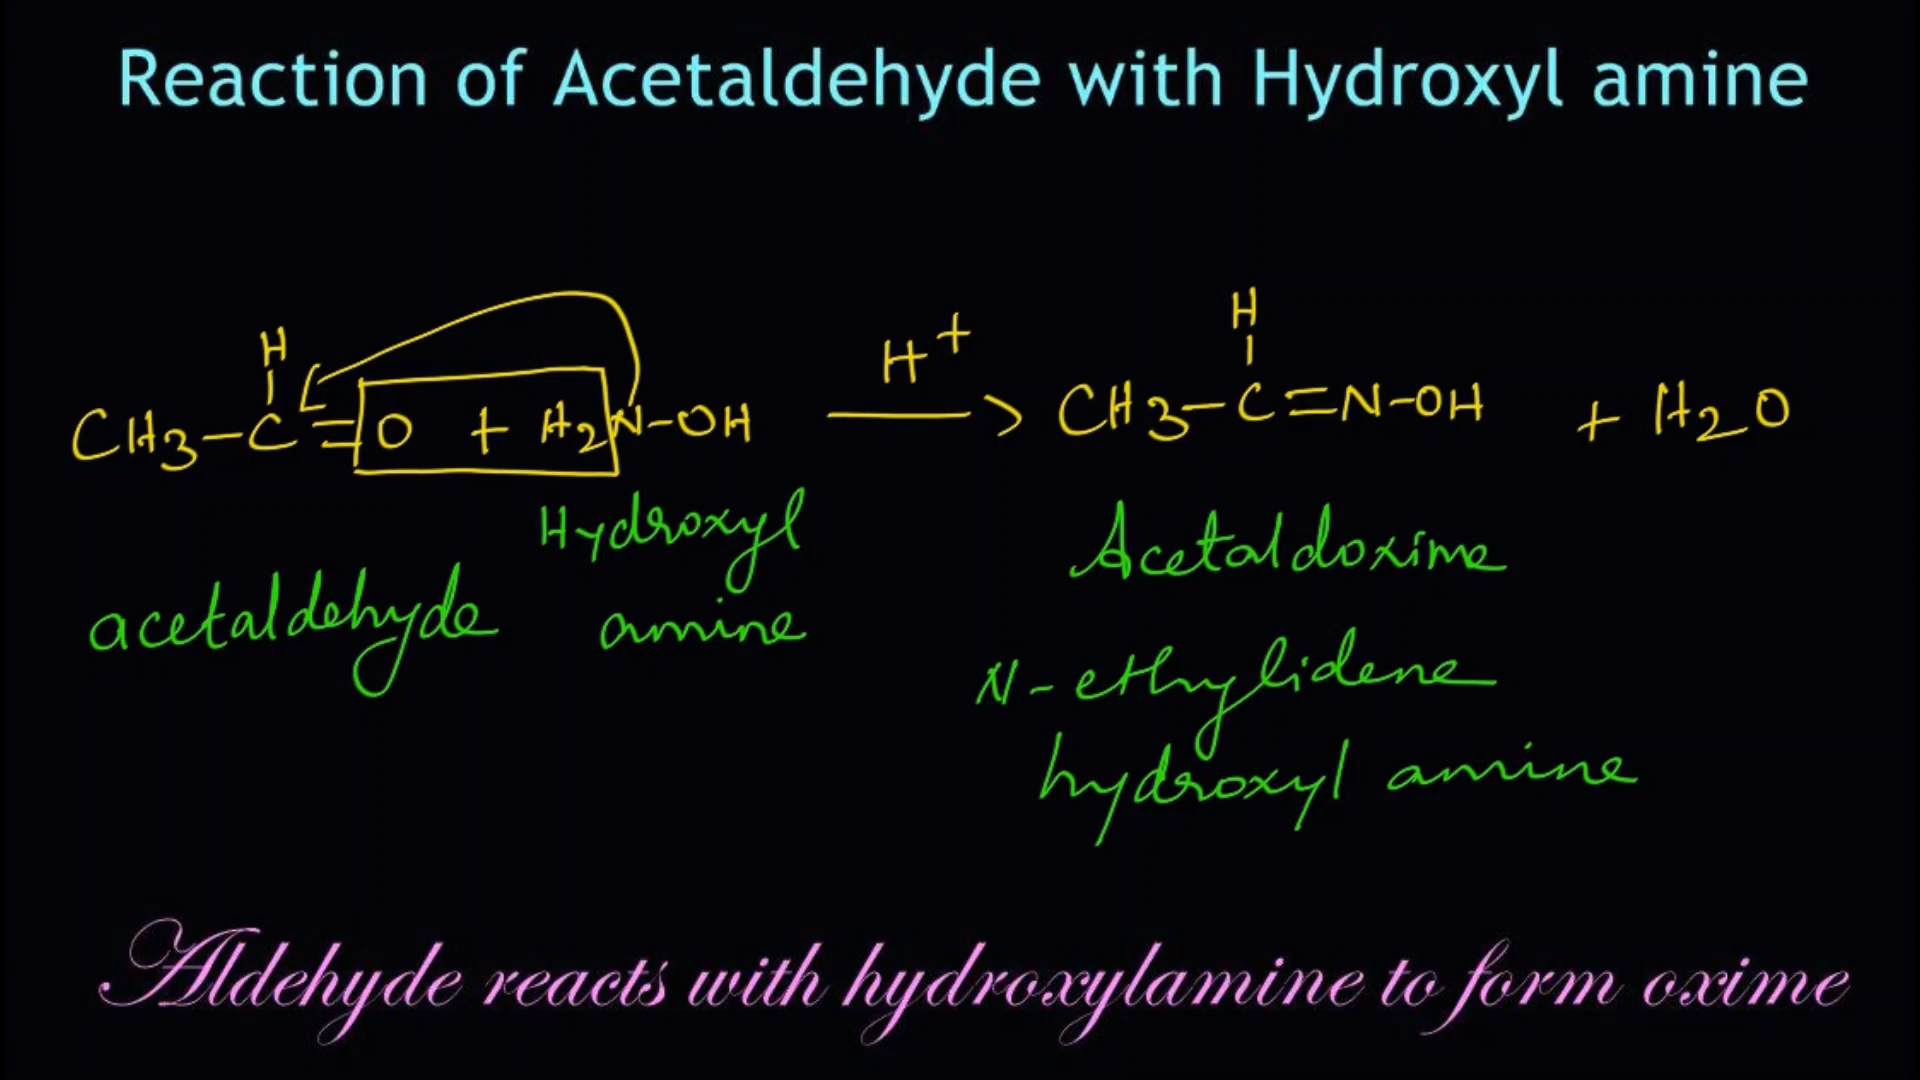 Reaction of Acetaldehyde with Hydroxyl amine
H
H
H+
CH3-C=O + H2N-OH > CH3-C=N-OH + H2O
Hydroxyl
amine
acetaldehyde
Acetaldoxime
N-ethylidene
hydroxyl amine
Aldehyde reacts with hydroxylamine to form oxime